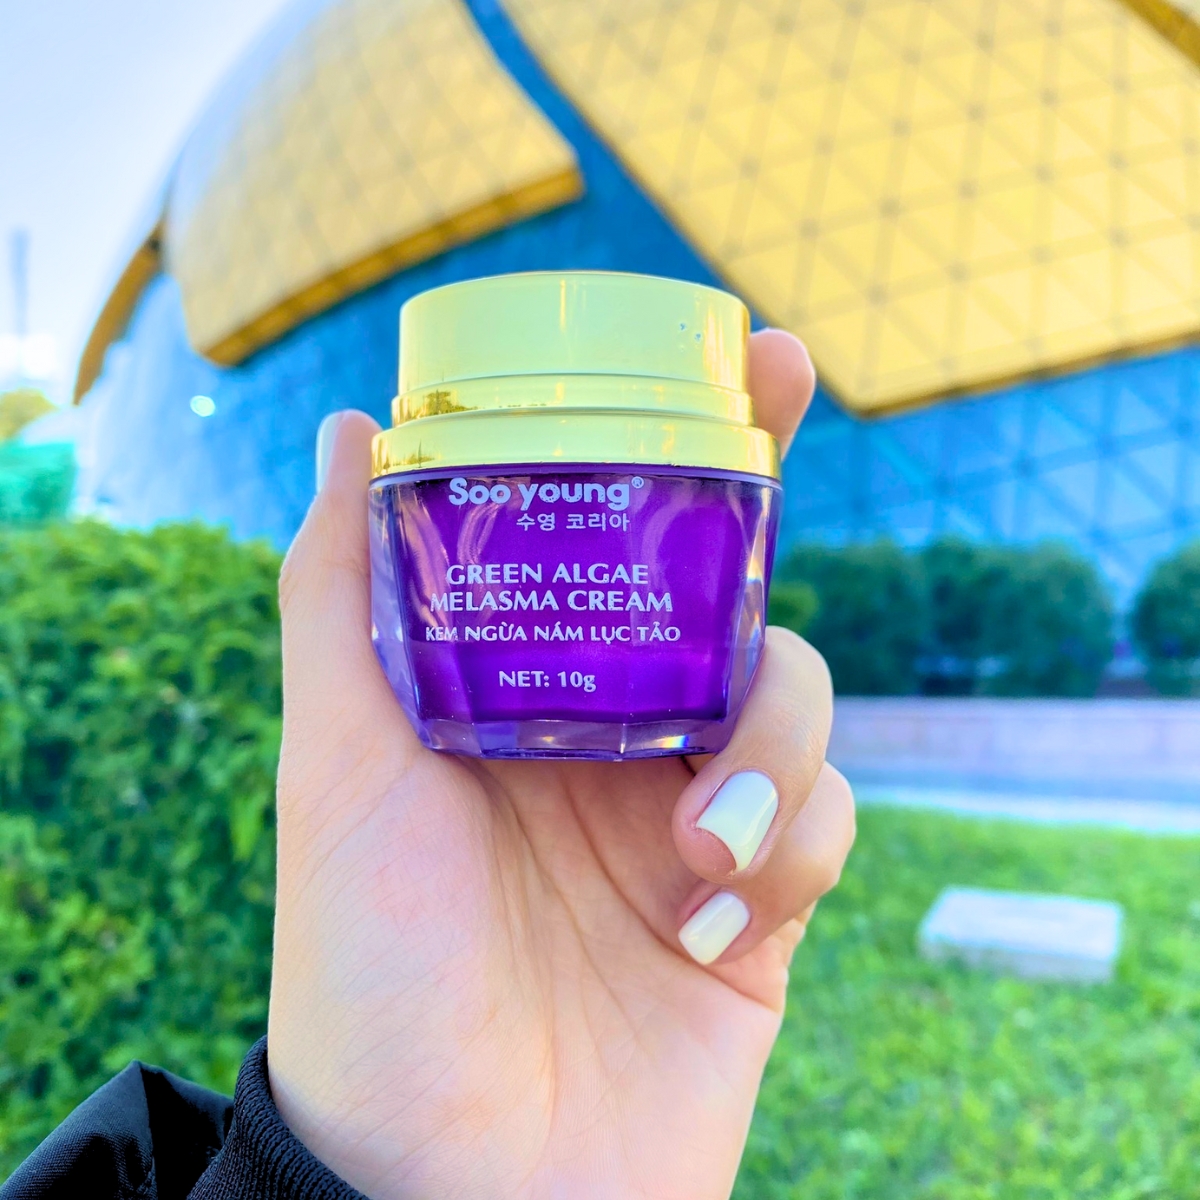 Soo young®
수영 코리아
GREEN ALGAE
MELASMA CREAM
KEM NGỪA NÁM LỤC TẢO
NET: 10g